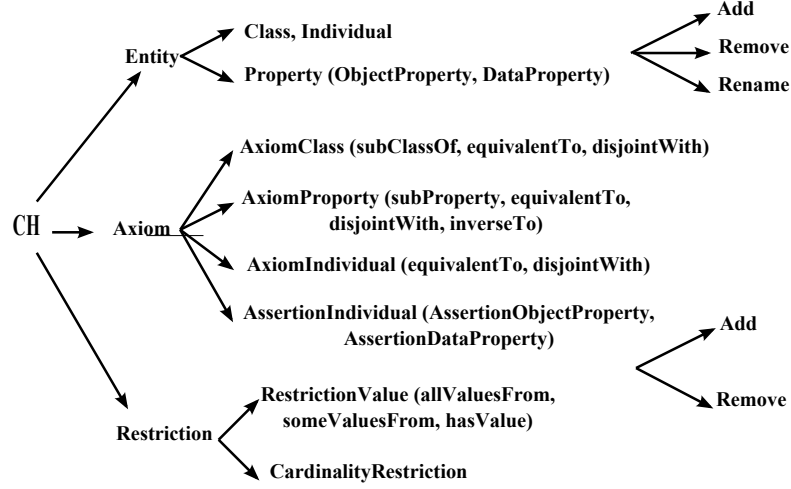 Add
Class, Individual
Entity
Remove
Property (ObjectProperty, DataProperty)
Rename
AxiomClass (subClassOf, equivalentTo, disjointWith)
AxiomProporty (subProperty, equivalentTo,
disjointWith, inverseTo)
CH
Axiom
AxiomIndividual (equivalentTo, disjointWith)
AssertionIndividual (AssertionObjectProperty,
AssertionDataProperty)
Add
RestrictionValue (allValuesFrom,
someValuesFrom, hasValue)
Remove
Restriction
CardinalityRestriction